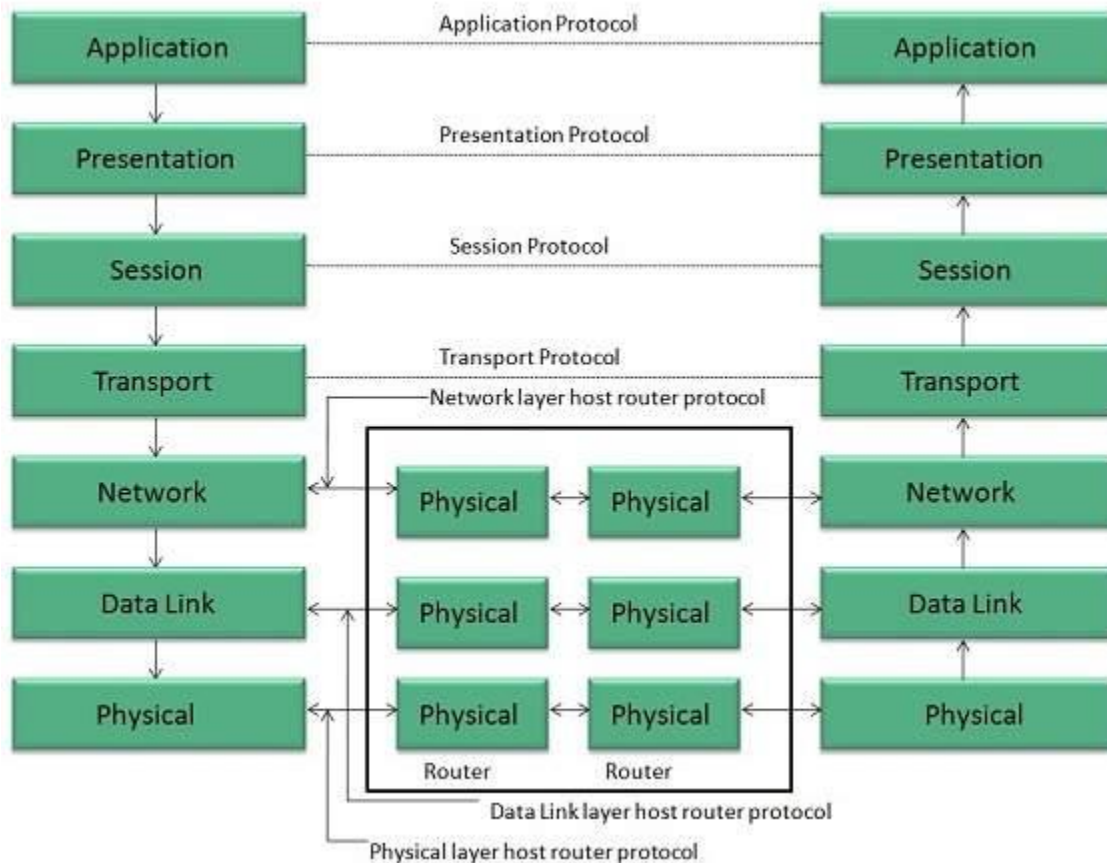 Application Protocol
Application
Application
Presentation Protocol
Presentation
Presentation
Session Protocol
Session
Session
Transport Protocol
Transport
Transport
Network layer host router protocol
Network
Physical
Physical
Network
Data Link
Physical
Physical
Data Link
Physical
Physical
Physical
Physical
Router
Router
Data Link layer host router protocol
Physical layer host router protocol